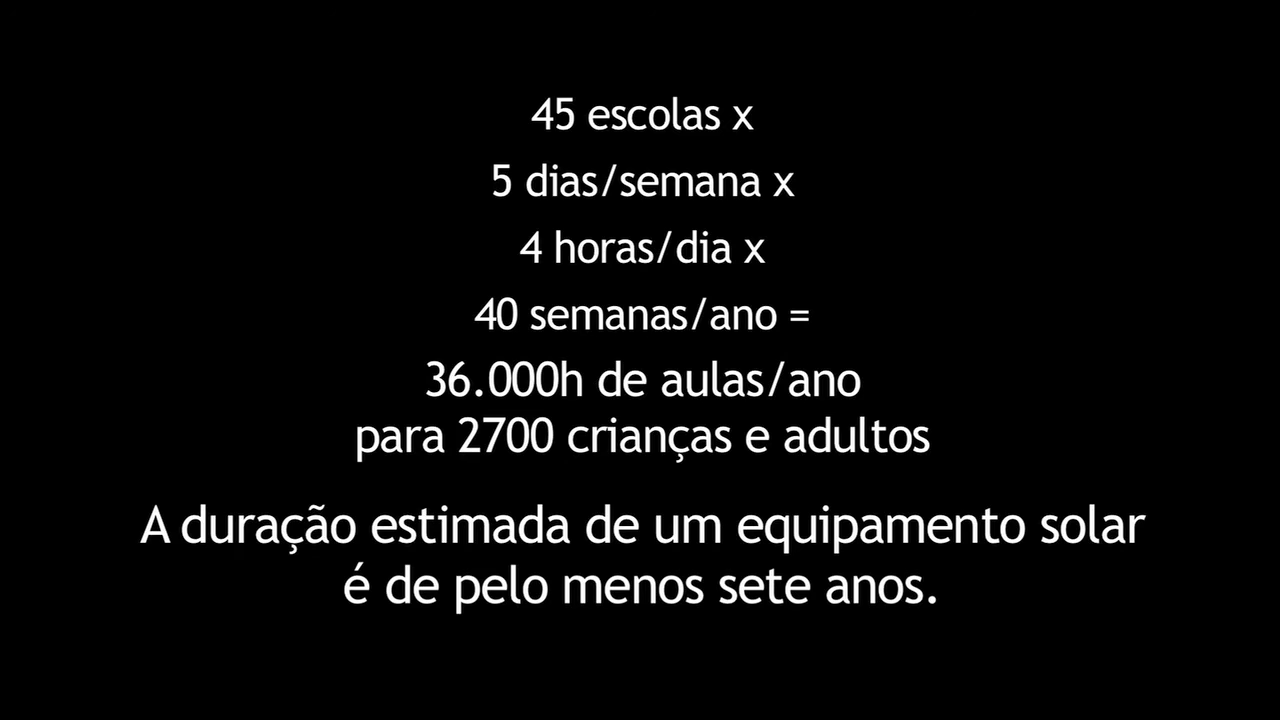 45 escolas x
5 dias/semana x
4 horas/dia x
40 semanas/ano =
36.000h de aulas/ano
para 2700 crianças e adultos
A duração estimada de um equipamento solar
é de pelo menos sete anos.